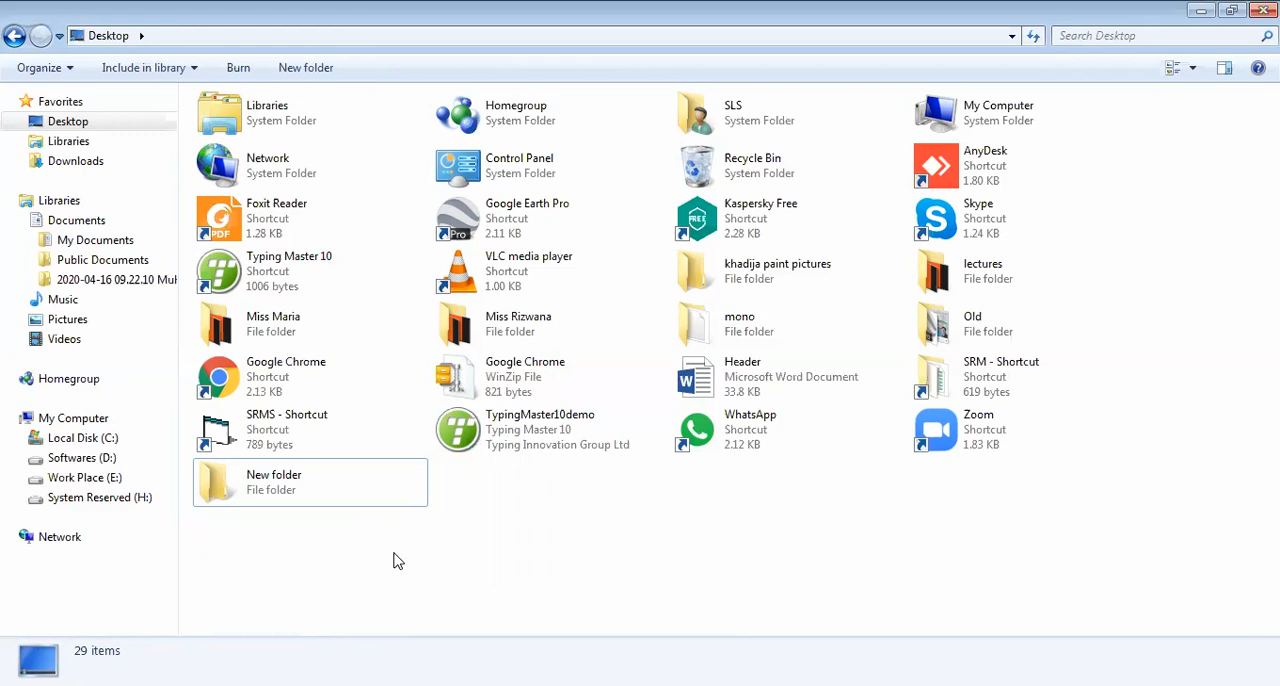 Desktop
Search Desktop
Organize
Include in library
Burn
New folder
Favorites
Desktop
Libraries
Downloads
Libraries
Documents
My Documents
Public Documents
2020-04-16 09.22.10 Mu
Music
Pictures
Videos
Homegroup
My Computer
Local Disk (C:)
Softwares (D:)
Work Place (E:)
System Reserved (H:)
Network
Libraries
System Folder
Homegroup
System Folder
SLS
System Folder
My Computer
System Folder
Network
System Folder
Control Panel
System Folder
Recycle Bin
System Folder
AnyDesk
Shortcut
1.80 KB
PDF
Foxit Reader
Shortcut
1.28 KB
Pro
Google Earth Pro
Shortcut
2.11 KB
FREE
Kaspersky Free
Shortcut
2.28 KB
Skype
Shortcut
1.24 KB
Typing Master 10
Shortcut
1006 bytes
VLC media player
Shortcut
1.00 KB
khadija paint pictures
File folder
lectures
File folder
Miss Maria
File folder
Miss Rizwana
File folder
mono
File folder
Old
File folder
Google Chrome
Shortcut
2.13 KB
Google Chrome
WinZip File
821 bytes
Header
Microsoft Word Document
33.8 KB
SRM - Shortcut
Shortcut
619 bytes
SRMS - Shortcut
Shortcut
789 bytes
TypingMaster10demo
Typing Master 10
Typing Innovation Group Ltd
WhatsApp
Shortcut
2.12 KB
Zoom
Shortcut
1.83 KB
New folder
File folder
29 items